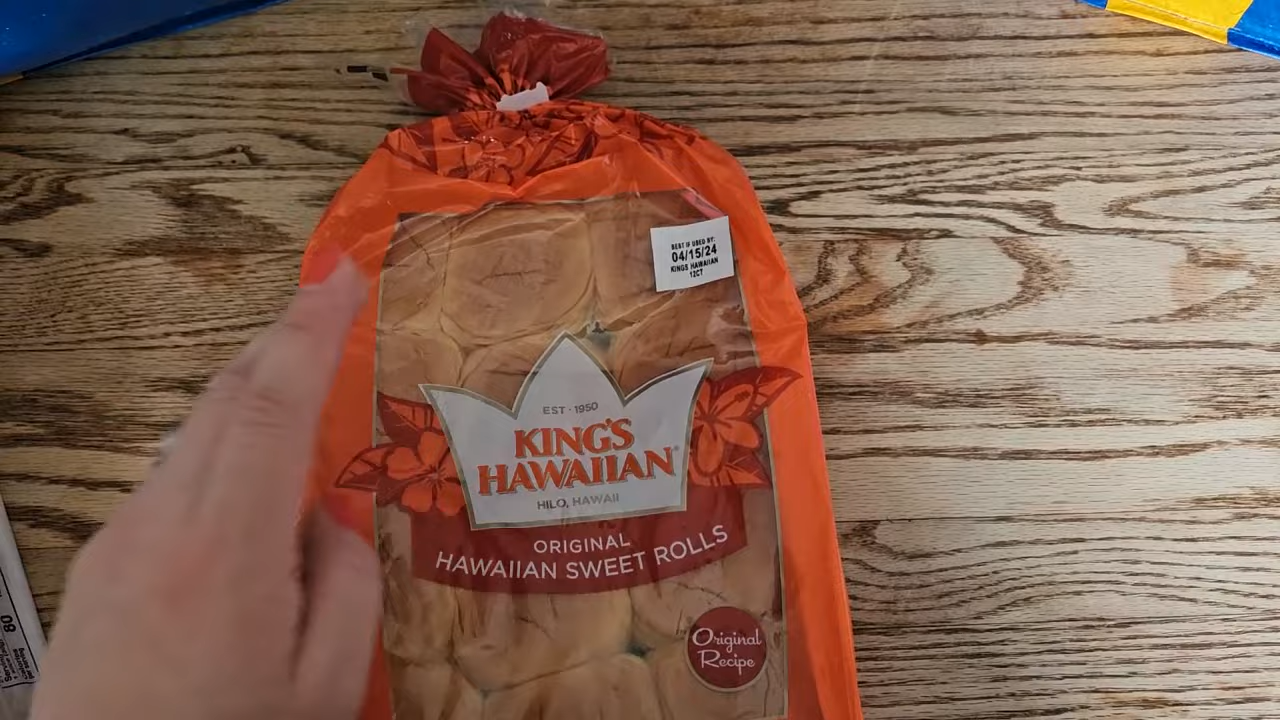 BEST IF USED BY:
04/15/24
KINGS HAWAIIAN
12CT
EST · 1950
KING'S
HAWAIIAN®
HILO, HAWAII
ORIGINAL
HAWAIIAN SWEET ROLLS
Original
Recipe
80